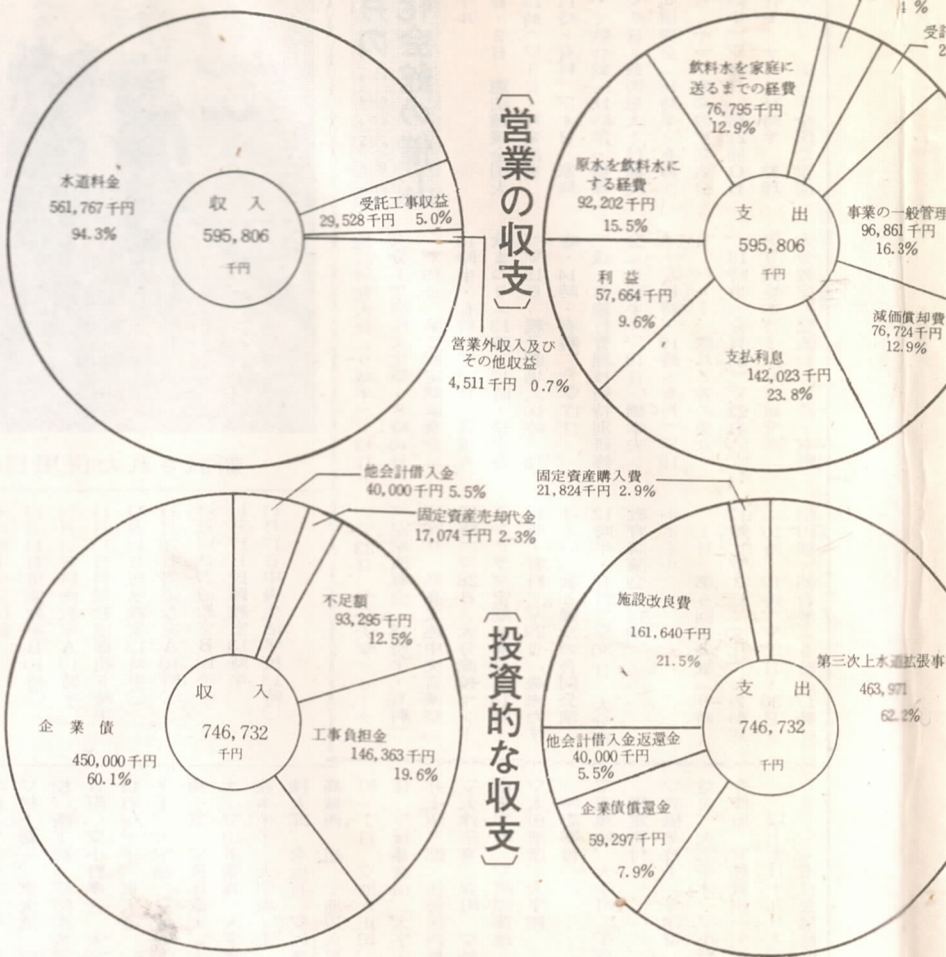 〔営業の収支〕
収入
595,806
千円
水道料金
561,767千円
94.3%
受託工事収益
29,528千円 5.0%
営業外収入及び
その他収益
4,511千円 0.7%
支出
595,806
千円
飲料水を家庭に
送るまでの経費
76,795千円
12.9%
原水を飲料水に
する経費
92,202千円
15.5%
利益
57,664千円
9.6%
支払利息
142,023千円
23.8%
減価償却費
76,724千円
12.9%
事業の一般管理
96,861千円
16.3%
受託
2
4 %
〔投資的な収支〕
収入
746,732
千円
他会計借入金
40,000千円 5.5%
固定資産売却代金
17,074千円 2.3%
不足額
93,295千円
12.5%
工事負担金
146,363千円
19.6%
企業債
450,000千円
60.1%
支出
746,732
千円
固定資産購入費
21,824千円 2.9%
施設改良費
161,640千円
21.5%
他会計借入金返還金
40,000千円
5.5%
企業債償還金
59,297千円
7.9%
第三次上水道拡張事
463,971
62.2%